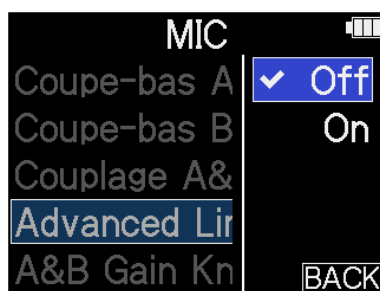 MIC
Coupe-bas A
Coupe-bas B
Couplage A&
Advanced Lir
A&B Gain Kn
Off
On
BACK